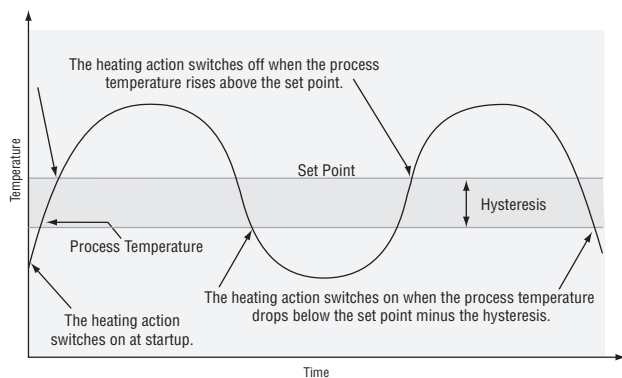 Temperature
The heating action switches off when the process
temperature rises above the set point.
Set Point
Hysteresis
Process Temperature
The heating action
switches on at startup.
The heating action switches on when the process temperature
drops below the set point minus the hysteresis.
Time